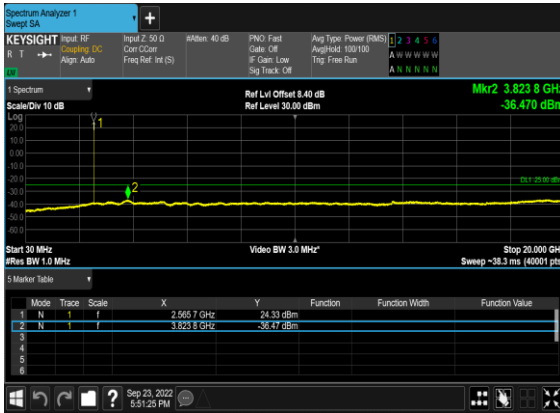 Spectrum Analyzer 1
Swept SA
KEYSIGHT Input: RF Input Z: 50 Ω #Atten: 40 dB PNO: Fast Avg Type: Power (RMS) 1 2 3 4 5 6
R T Coupling: DC Corr CCorr Gate: Off Avg|Hold: 100/100 A W W W W W
Align: Auto Freq Ref: Int (S) IF Gain: Low Trig: Free Run
Sig Track: Off A N N N N N
1 Spectrum Ref Lvl Offset 8.40 dB Mkr2 3.823 8 GHz
Scale/Div 10 dB Ref Level 30.00 dBm -36.470 dBm
Log
20.0
10.0
0.00
-10.0
-20.0
DL1 -25.00 dBm
-30.0
-40.0
-50.0
-60.0
1
2
Start 30 MHz Video BW 3.0 MHz* Stop 20.000 GHz
#Res BW 1.0 MHz Sweep ~38.3 ms (40001 pts)
5 Marker Table
Mode Trace Scale X Y Function Function Width Function Value
1 N 1 f 2.565 7 GHz 24.33 dBm
2 N 1 f 3.823 8 GHz -36.47 dBm
3
4
5
6
Sep 23, 2022
5:51:25 PM